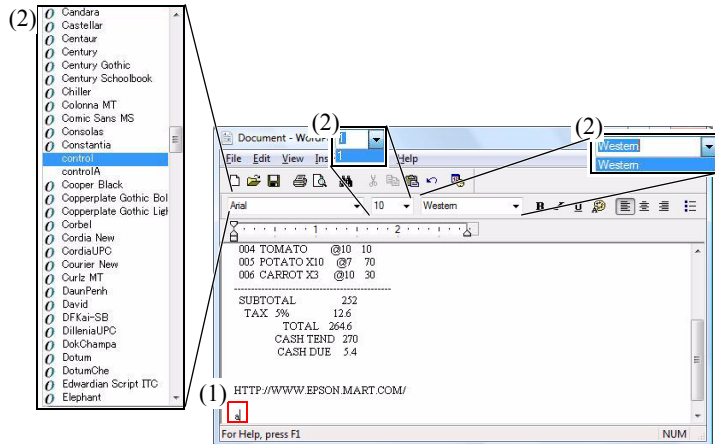 (2)
Candara
Castellar
Centaur
Century
Century Gothic
Century Schoolbook
Chiller
Colonna MT
Comic Sans MS
Consolas
Constantia
control
controlA
Cooper Black
Copperplate Gothic Bol
Copperplate Gothic Ligh
Corbel
Cordia New
CordiaUPC
Courier New
Curlz MT
DaunPenh
David
DFKai-SB
DilleniaUPC
DokChampa
Dotum
DotumChe
Edwardian Script ITC
Elephant
(2)
1
1
(2)
Western
Western
Document - WordP
File Edit View Ins Help
Arial 10 Western B I U
1 2
004 TOMATO @10 10
005 POTATO X10 @7 70
006 CARROT X3 @10 30
----------------------------------------
SUBTOTAL 252
TAX 5% 12.6
TOTAL 264.6
CASH TEND 270
CASH DUE 5.4
HTTP://WWW.EPSON.MART.COM/
(1)
a
For Help, press F1 NUM